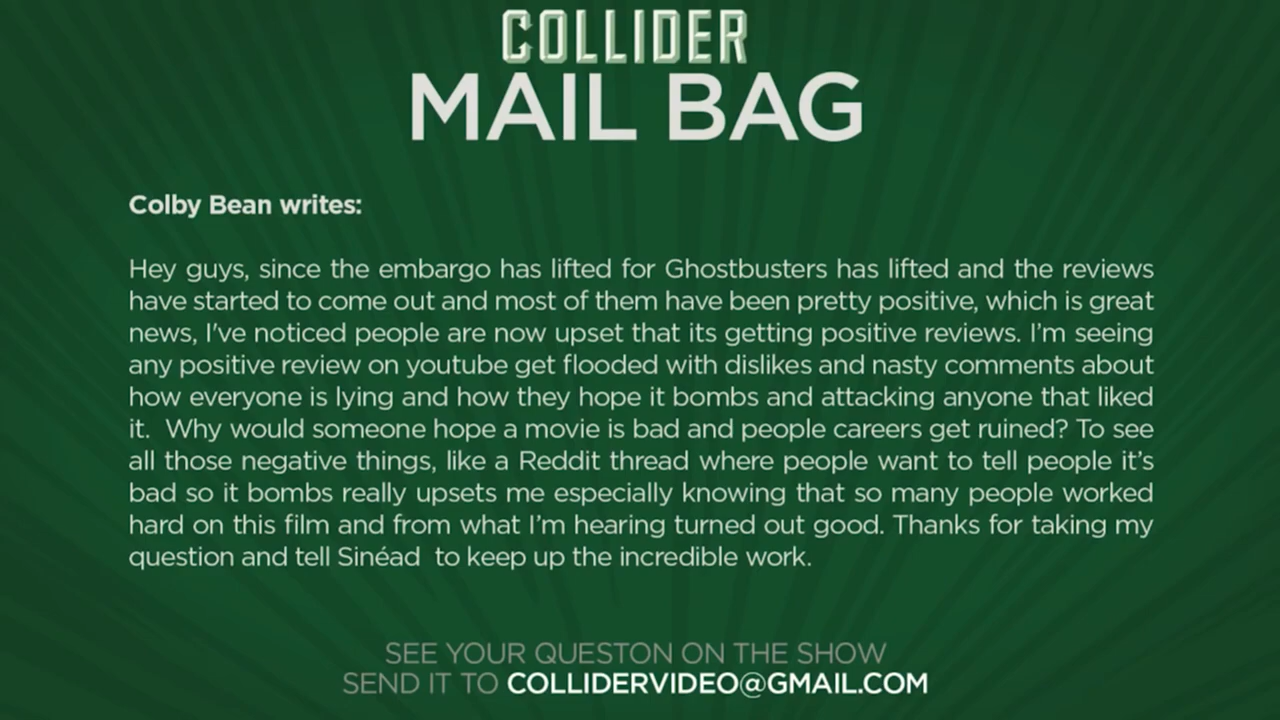 COLLIDER
MAIL BAG
Colby Bean writes:
Hey guys, since the embargo has lifted for Ghostbusters has lifted and the reviews
have started to come out and most of them have been pretty positive, which is great
news, I've noticed people are now upset that its getting positive reviews. I'm seeing
any positive review on youtube get flooded with dislikes and nasty comments about
how everyone is lying and how they hope it bombs and attacking anyone that liked
it.  Why would someone hope a movie is bad and people careers get ruined? To see
all those negative things, like a Reddit thread where people want to tell people it's
bad so it bombs really upsets me especially knowing that so many people worked
hard on this film and from what I'm hearing turned out good. Thanks for taking my
question and tell Sinéad  to keep up the incredible work.
SEE YOUR QUESTON ON THE SHOW
SEND IT TO COLLIDERVIDEO@GMAIL.COM